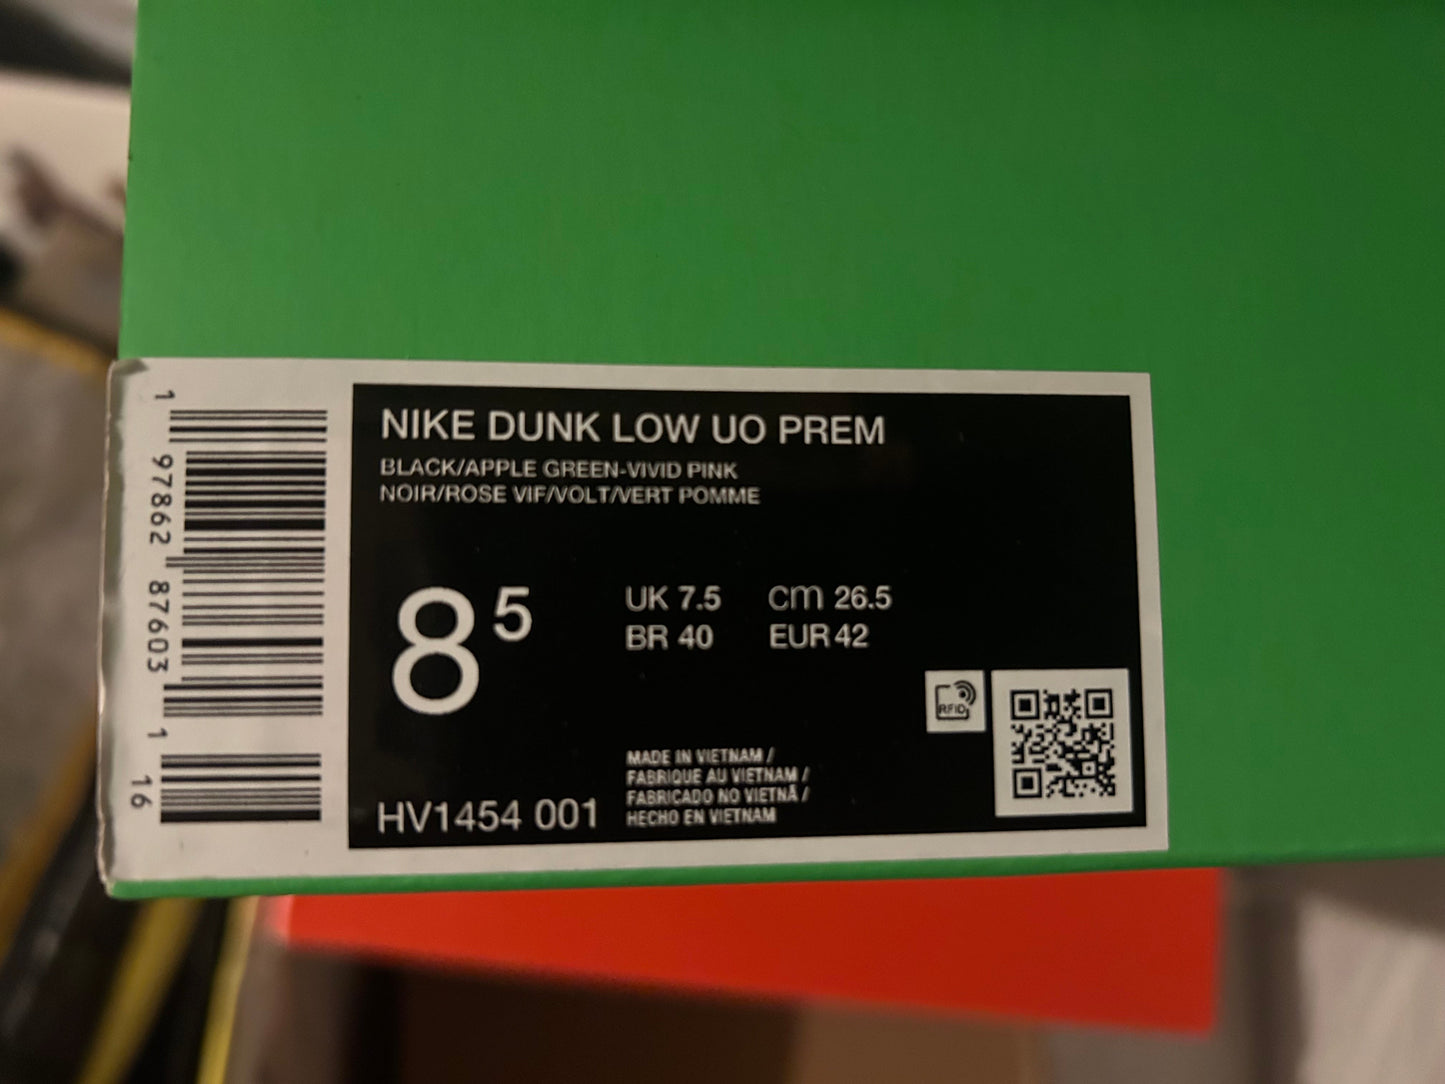 NIKE DUNK LOW UO PREM
BLACK/APPLE GREEN-VIVID PINK
NOIR/ROSE VIF/VOLT/VERT POMME
8 5
UK 7.5 cm 26.5
BR 40 EUR 42
RFID
MADE IN VIETNAM /
FABRIQUE AU VIETNAM /
FABRICADO NO VIETNÃ /
HECHO EN VIETNAM
HV1454 001
1 97862 87603 1 16